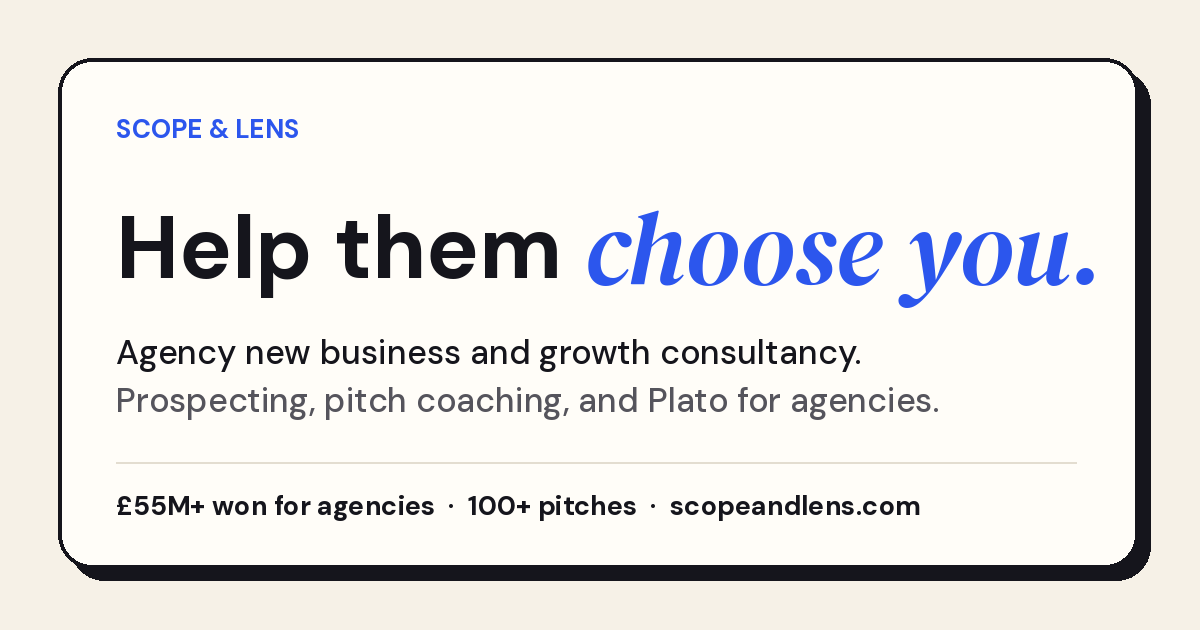 SCOPE & LENS
Help them choose you.
Agency new business and growth consultancy.
Prospecting, pitch coaching, and Plato for agencies.
£55M+ won for agencies · 100+ pitches · scopeandlens.com